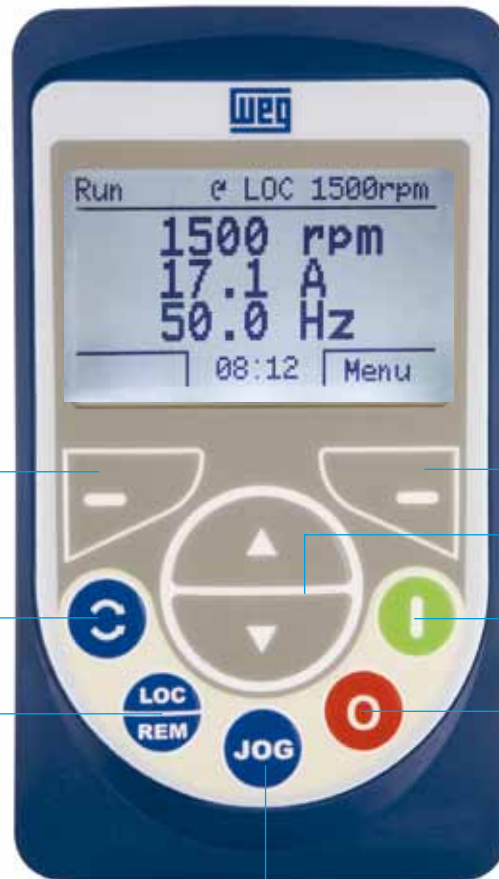 WEG
Run LOC 1500rpm
1500 rpm
17.1 A
50.0 Hz
08:12 Menu
LOC
REM
JOG
I
O